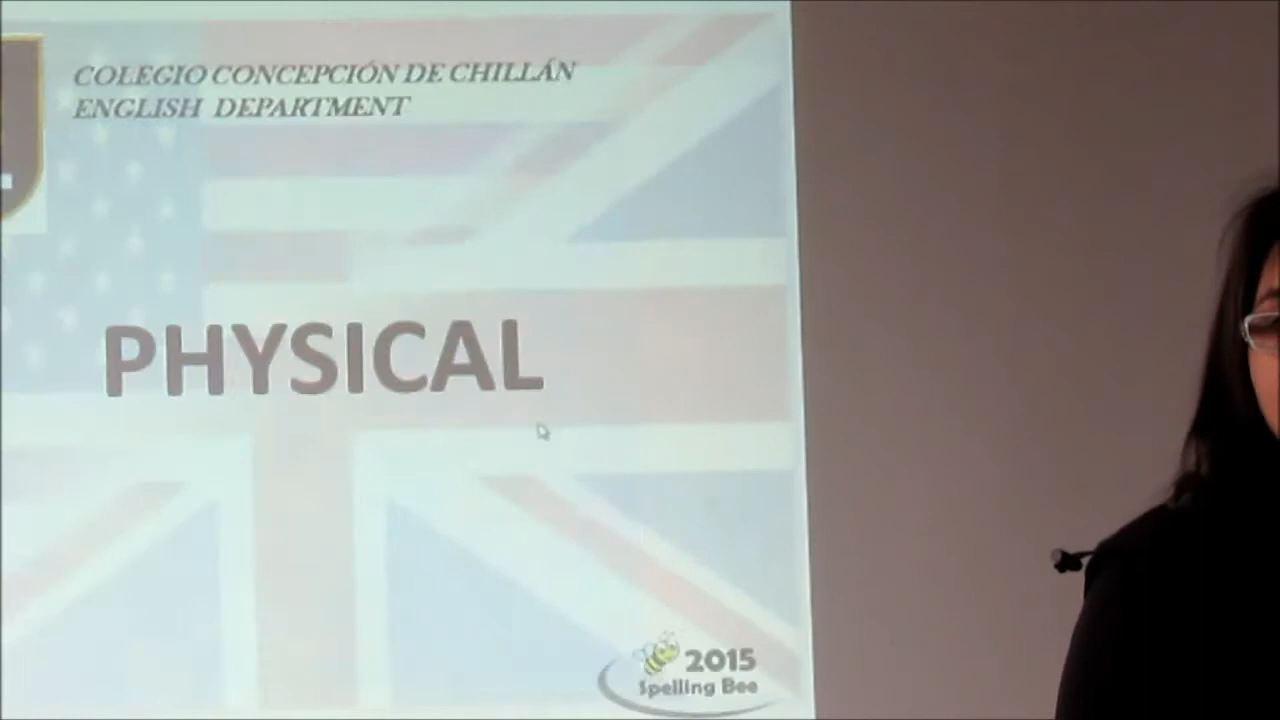 COLEGIO CONCEPCIÓN DE CHILLÁN
ENGLISH DEPARTMENT
PHYSICAL
2015
Spelling Bee